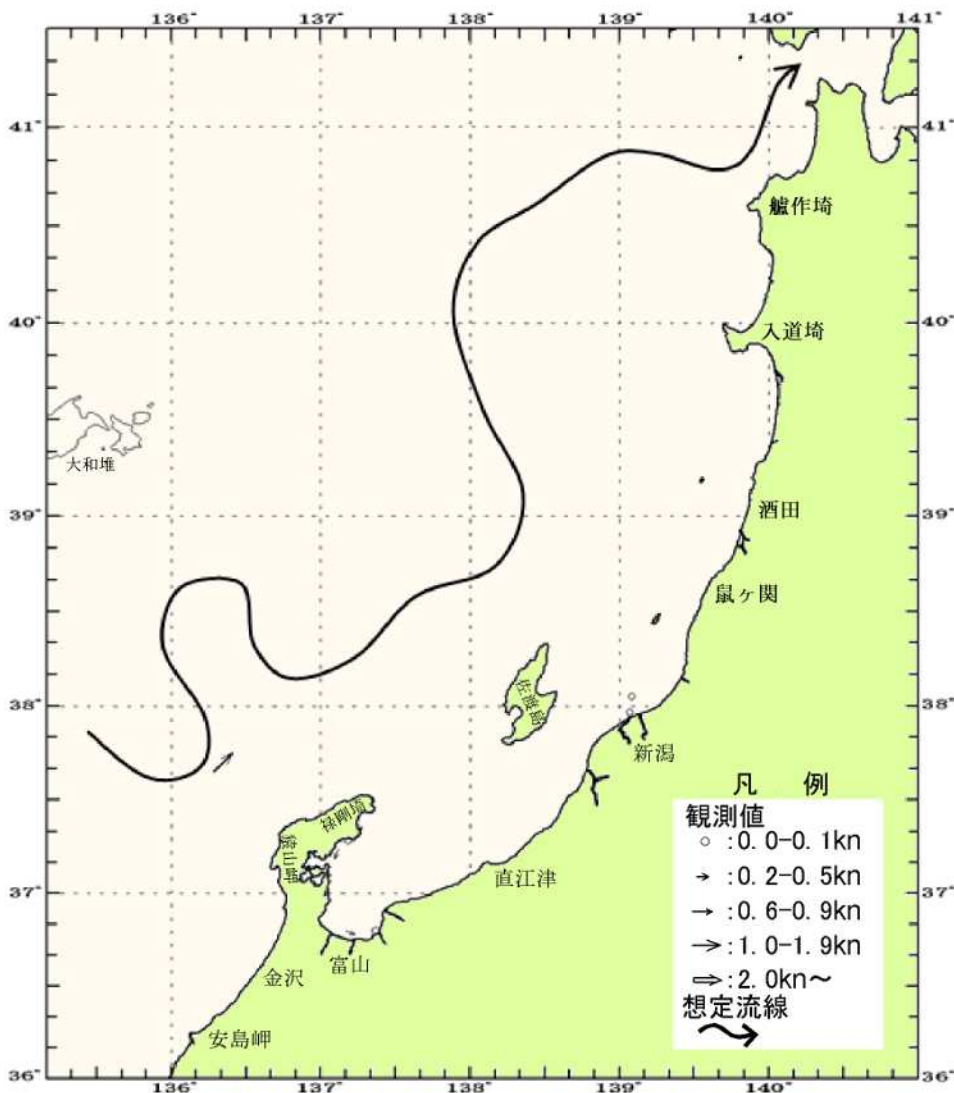 136° 137° 138° 139° 140° 141°
41° 41°
艫作埼
40° 入道埼 40°
大和堆
39° 酒田 39°
鼠ヶ関
佐渡島
38° 38°
新潟
禄剛埼
猿山岬
37° 直江津 37°
富山
金沢
安島岬
36° 36°
136° 137° 138° 139° 140° 141°
凡 例
観測値
:0.0-0.1kn
:0.2-0.5kn
:0.6-0.9kn
:1.0-1.9kn
:2.0kn～
想定流線